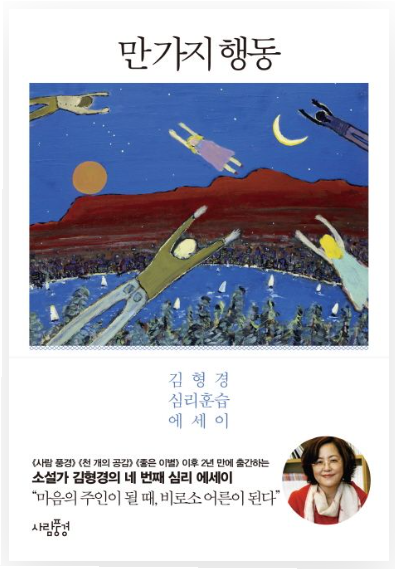 만 가지 행동
김형경
심리훈습
에세이
《사람 풍경》 《천 개의 공감》 《좋은 이별》 이후 2년 만에 출간하는
소설가 김형경의 네 번째 심리 에세이
“마음의 주인이 될 때, 비로소 어른이 된다”
사람풍경